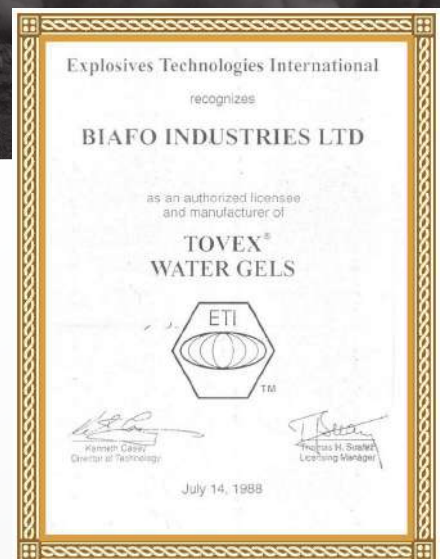 Explosives Technologies International
recognizes
BIAFO INDUSTRIES LTD
as an authorized licensee
and manufacturer of
TOVEX®
WATER GELS
ETI
TM
Kenneth Casey
Director of Technology
Thomas H. Suarez
Licensing Manager
July 14, 1988